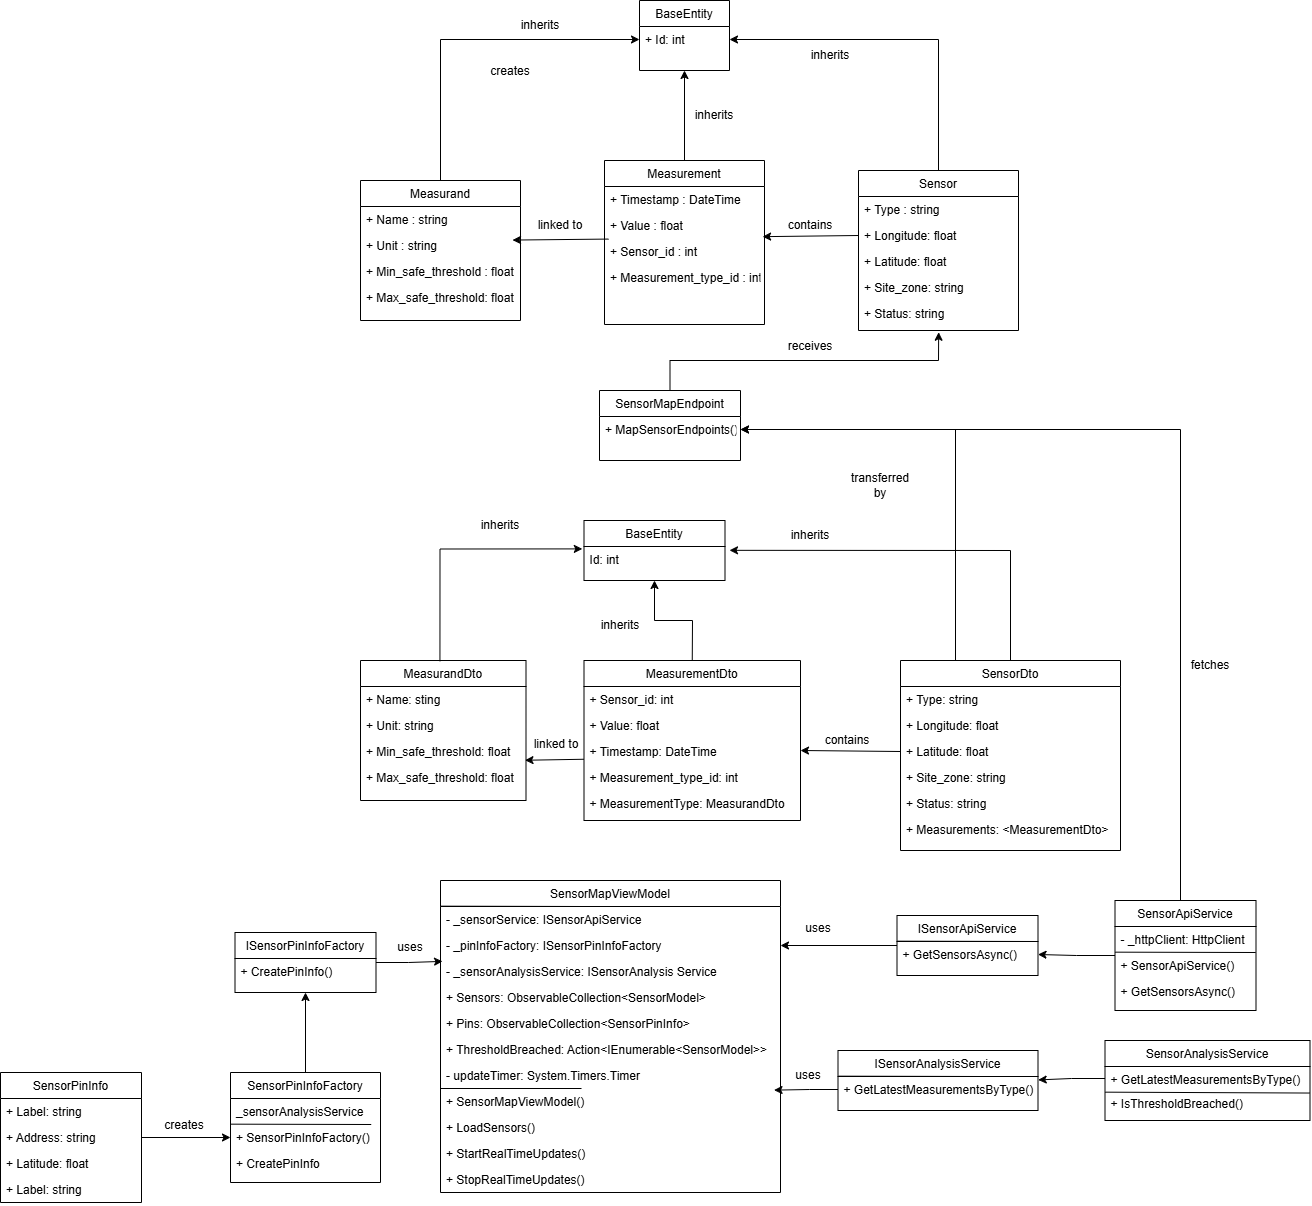 BaseEntity
+ Id: int
inherits
creates
inherits
inherits
Measurand
+ Name : string
+ Unit : string
+ Min_safe_threshold : float
+ Max_safe_threshold: float
linked to
Measurement
+ Timestamp : DateTime
+ Value : float
+ Sensor_id : int
+ Measurement_type_id : int
contains
Sensor
+ Type : string
+ Longitude: float
+ Latitude: float
+ Site_zone: string
+ Status: string
receives
SensorMapEndpoint
+ MapSensorEndpoints()
transferred
by
inherits
BaseEntity
Id: int
inherits
inherits
fetches
MeasurandDto
+ Name: sting
+ Unit: string
+ Min_safe_threshold: float
+ Max_safe_threshold: float
linked to
MeasurementDto
+ Sensor_id: int
+ Value: float
+ Timestamp: DateTime
+ Measurement_type_id: int
+ MeasurementType: MeasurandDto
contains
SensorDto
+ Type: string
+ Longitude: float
+ Latitude: float
+ Site_zone: string
+ Status: string
+ Measurements: <MeasurementDto>
SensorMapViewModel
- _sensorService: ISensorApiService
- _pinInfoFactory: ISensorPinInfoFactory
- _sensorAnalysisService: ISensorAnalysis Service
+ Sensors: ObservableCollection<SensorModel>
+ Pins: ObservableCollection<SensorPinInfo>
+ ThresholdBreached: Action<IEnumerable<SensorModel>>
- updateTimer: System.Timers.Timer
+ SensorMapViewModel()
+ LoadSensors()
+ StartRealTimeUpdates()
+ StopRealTimeUpdates()
ISensorPinInfoFactory
+ CreatePinInfo()
uses
uses
ISensorApiService
+ GetSensorsAsync()
SensorApiService
- _httpClient: HttpClient
+ SensorApiService()
+ GetSensorsAsync()
uses
ISensorAnalysisService
+ GetLatestMeasurementsByType()
SensorAnalysisService
+ GetLatestMeasurementsByType()
+ IsThresholdBreached()
SensorPinInfo
+ Label: string
+ Address: string
+ Latitude: float
+ Label: string
creates
SensorPinInfoFactory
_sensorAnalysisService
+ SensorPinInfoFactory()
+ CreatePinInfo